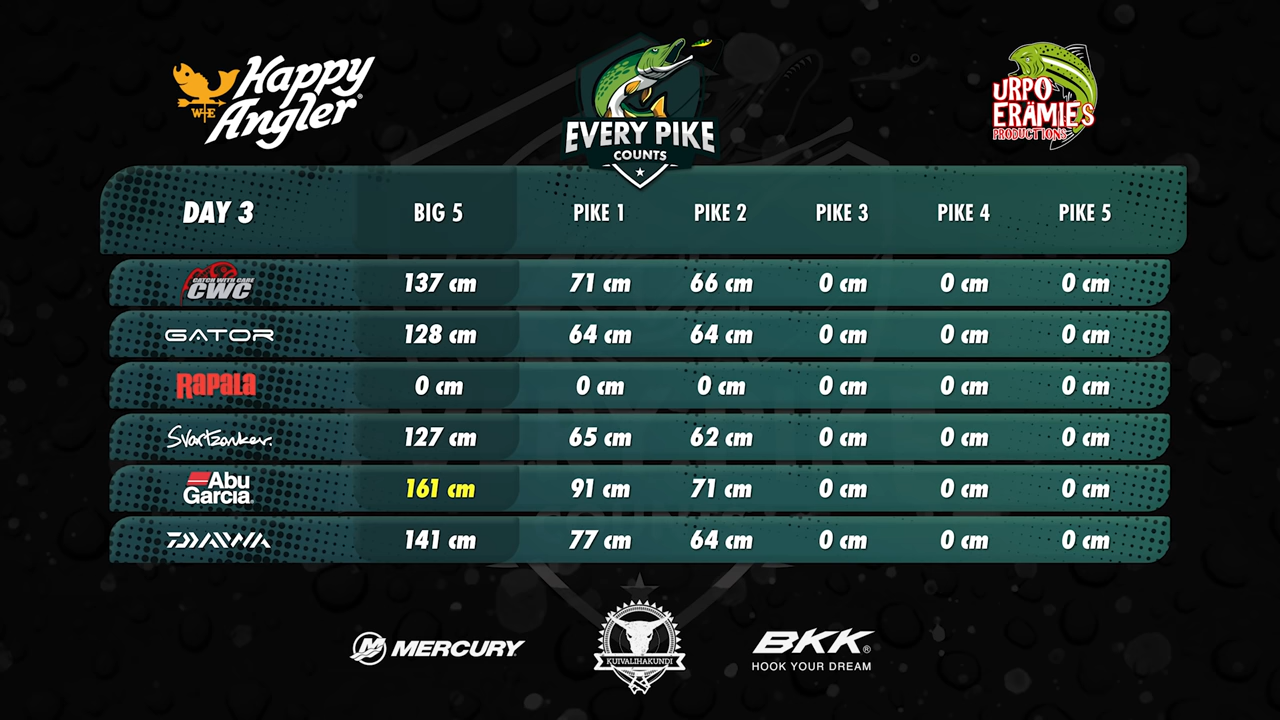 Happy
Angler
W E
EVERY PIKE
COUNTS
URPO
ERÄMIES
PRODUCTIONS
DAY 3 BIG 5 PIKE 1 PIKE 2 PIKE 3 PIKE 4 PIKE 5
CATCH WITH CARE
CWC 137 cm 71 cm 66 cm 0 cm 0 cm 0 cm
GATOR 128 cm 64 cm 64 cm 0 cm 0 cm 0 cm
RAPALA 0 cm 0 cm 0 cm 0 cm 0 cm 0 cm
Svartzonker. 127 cm 65 cm 62 cm 0 cm 0 cm 0 cm
Abu
Garcia 161 cm 91 cm 71 cm 0 cm 0 cm 0 cm
DAIWA 141 cm 77 cm 64 cm 0 cm 0 cm 0 cm
MERCURY
KUIVALIHAKUNDI
BKK®
HOOK YOUR DREAM